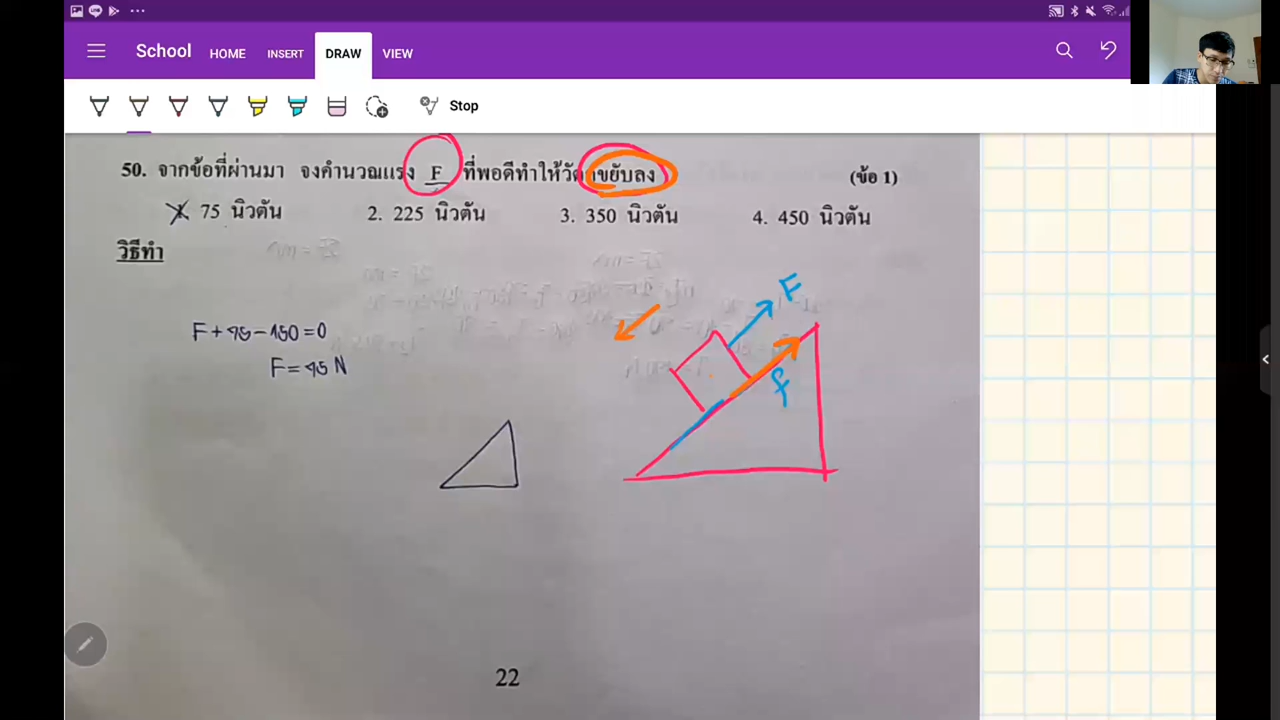 School HOME INSERT DRAW VIEW
Stop
50. จากข้อที่ผ่านมา จงคำนวณแรง F ที่พอดีทำให้วัตถุขยับลง (ข้อ 1)
1. 75 นิวตัน 2. 225 นิวตัน 3. 350 นิวตัน 4. 450 นิวตัน
วิธีทำ
F
F + 75 - 150 = 0
F = 75 N
f
22